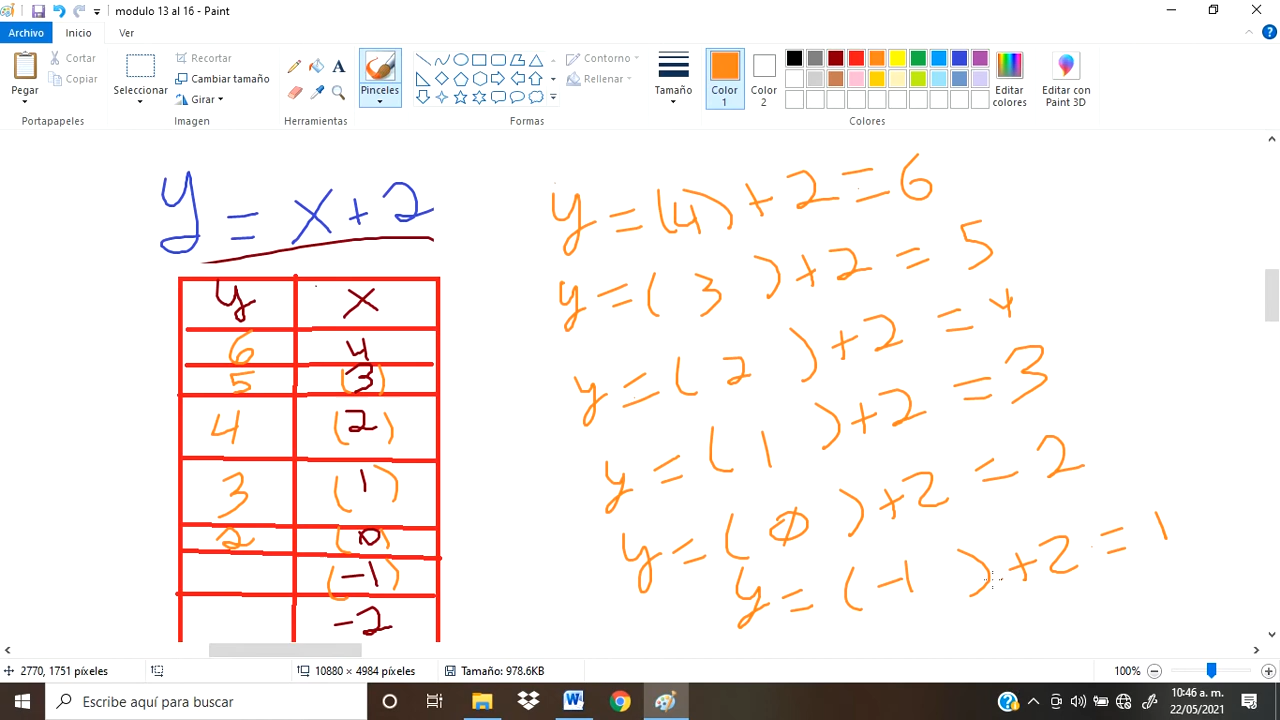 modulo 13 al 16 - Paint
Archivo Inicio Ver
Pegar
Cortar
Copiar
Portapapeles
Seleccionar
Recortar
Cambiar tamaño
Girar
Imagen
A
Herramientas
Pinceles
Contorno
Rellenar
Formas
Tamaño
Color 1
Color 2
Editar colores
Editar con Paint 3D
Colores
y = x + 2
y x
6 4
5 (3)
4 (2)
3 (1)
2 (0)
(-1)
-2
y = (4) + 2 = 6
y = ( 3 ) + 2 = 5
y = ( 2 ) + 2 = 4
y = ( 1 ) + 2 = 3
y = ( 0 ) + 2 = 2
y = ( -1 ) + 2 = 1
2770, 1751 píxeles
10880 × 4984 píxeles
Tamaño: 978.6KB
100%
Escribe aquí para buscar
10:46 a. m.
22/05/2021